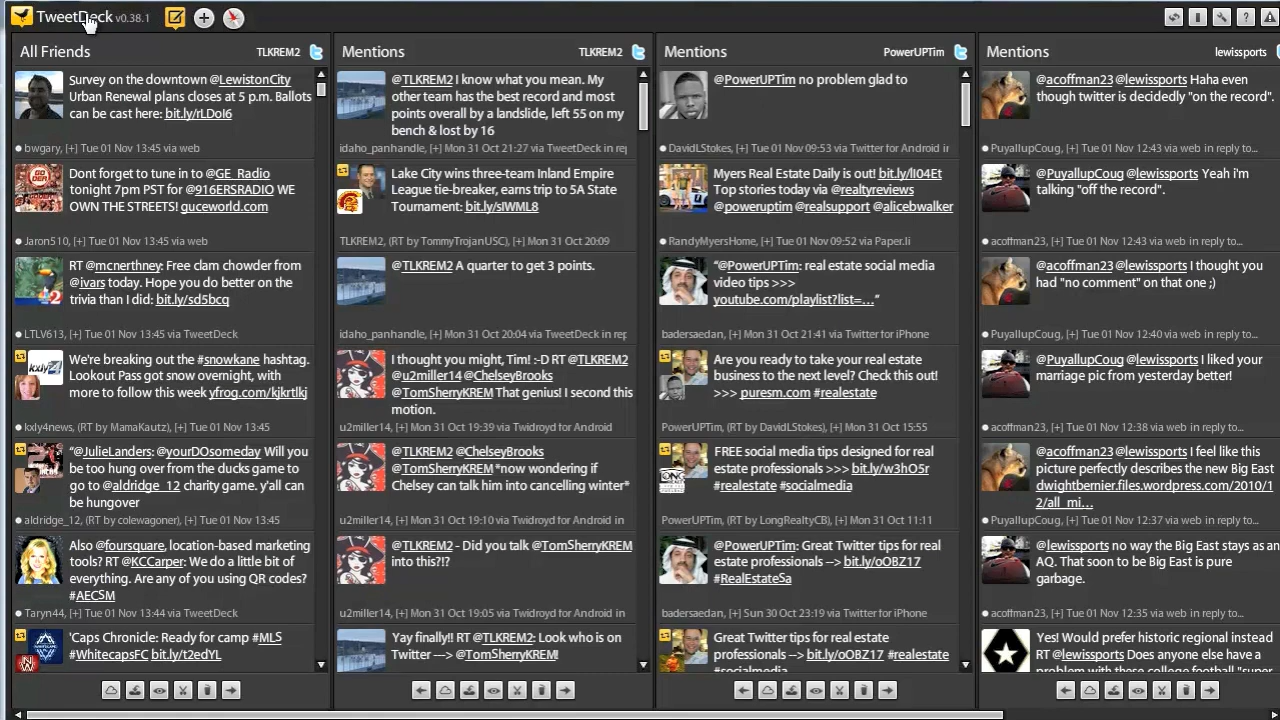 TweetDeck v0.38.1
All Friends TLKREM2
Survey on the downtown @LewistonCity
Urban Renewal plans closes at 5 p.m. Ballots
can be cast here: bit.ly/rLDoI6
bwgary, [+] Tue 01 Nov 13:45 via web
Dont forget to tune in to @GE_Radio
tonight 7pm PST for @916ERSRADIO WE
OWN THE STREETS! guceworld.com
Jaron510, [+] Tue 01 Nov 13:45 via web
RT @mcnerthney: Free clam chowder from
@ivars today. Hope you do better on the
trivia than I did: bit.ly/sd5bcq
LTLV613, [+] Tue 01 Nov 13:45 via TweetDeck
kxly4
We're breaking out the #snowkane hashtag.
Lookout Pass got snow overnight, with
more to follow this week yfrog.com/kjkrtlkj
kxly4news, (RT by MamaKautz), [+] Tue 01 Nov 13:45
"@JulieLanders: @yourDOsomeday Will you
be too hung over from the ducks game to
go to @aldridge_12 charity game. y'all can
be hungover
aldridge_12, (RT by colewagoner), [+] Tue 01 Nov 13:45
Also @foursquare, location-based marketing
tools? RT @KCCarper: We do a little bit of
everything. Are any of you using QR codes?
#AECSM
Taryn44, [+] Tue 01 Nov 13:44 via TweetDeck
'Caps Chronicle: Ready for camp #MLS
#WhitecapsFC bit.ly/t2edYL
Mentions TLKREM2
@TLKREM2 I know what you mean. My
other team has the best record and most
points overall by a landslide, left 55 on my
bench & lost by 16
idaho_panhandle, [+] Mon 31 Oct 21:27 via TweetDeck in rep
Lake City wins three-team Inland Empire
League tie-breaker, earns trip to 5A State
Tournament: bit.ly/sIWML8
TLKREM2, (RT by TommyTrojanUSC), [+] Mon 31 Oct 20:09
@TLKREM2 A quarter to get 3 points.
idaho_panhandle, [+] Mon 31 Oct 20:04 via TweetDeck in rep
I thought you might, Tim! :-D RT @TLKREM2
@u2miller14 @ChelseyBrooks
@TomSherryKREM That genius! I second this
motion.
u2miller14, [+] Mon 31 Oct 19:39 via Twidroyd for Android
@TLKREM2 @ChelseyBrooks
@TomSherryKREM *now wondering if
Chelsey can talk him into cancelling winter*
u2miller14, [+] Mon 31 Oct 19:10 via Twidroyd for Android in
@TLKREM2 - Did you talk @TomSherryKREM
into this?!?
u2miller14, [+] Mon 31 Oct 19:05 via Twidroyd for Android in
Yay finally!! RT @TLKREM2: Look who is on
Twitter ---> @TomSherryKREM!
Mentions PowerUPTim
@PowerUPTim no problem glad to
DavidLStokes, [+] Tue 01 Nov 09:53 via Twitter for Android ir
Myers Real Estate Daily is out! bit.ly/lI04Et
Top stories today via @realtyreviews
@poweruptim @realsupport @alicebwalker
RandyMyersHome, [+] Tue 01 Nov 09:52 via Paper.li
"@PowerUPTim: real estate social media
video tips >>>
youtube.com/playlist?list=…"
badersaedan, [+] Mon 31 Oct 21:41 via Twitter for iPhone
Are you ready to take your real estate
business to the next level? Check this out!
>>> puresm.com #realestate
PowerUPTim, (RT by DavidLStokes), [+] Mon 31 Oct 15:55
FREE social media tips designed for real
estate professionals >>> bit.ly/w3hO5r
#realestate #socialmedia
PowerUPTim, (RT by LongRealtyCB), [+] Mon 31 Oct 11:11
@PowerUPTim: Great Twitter tips for real
estate professionals --> bit.ly/oOBZ17
#RealEstateSa
badersaedan, [+] Sun 30 Oct 23:19 via Twitter for iPhone
Great Twitter tips for real estate
professionals--> bit.ly/oOBZ17 #realestate
#socialmedia
Mentions lewissports
@acoffman23 @lewissports Haha even
though twitter is decidedly "on the record".
PuyallupCoug, [+] Tue 01 Nov 12:43 via web in reply to...
@PuyallupCoug @lewissports Yeah i'm
talking "off the record".
acoffman23, [+] Tue 01 Nov 12:43 via web in reply to...
@acoffman23 @lewissports I thought you
had "no comment" on that one ;)
PuyallupCoug, [+] Tue 01 Nov 12:40 via web in reply to...
@PuyallupCoug @lewissports I liked your
marriage pic from yesterday better!
acoffman23, [+] Tue 01 Nov 12:38 via web in reply to...
@acoffman23 @lewissports I feel like this
picture perfectly describes the new Big East
dwightbernier.files.wordpress.com/2010/1
2/all_mi…
PuyallupCoug, [+] Tue 01 Nov 12:37 via web in reply to...
@lewissports no way the Big East stays as an
AQ. That soon to be Big East is pure
garbage.
acoffman23, [+] Tue 01 Nov 12:35 via web in reply to...
Yes! Would prefer historic regional instead
RT @lewissports Does anyone else have a
problem with these college football "super